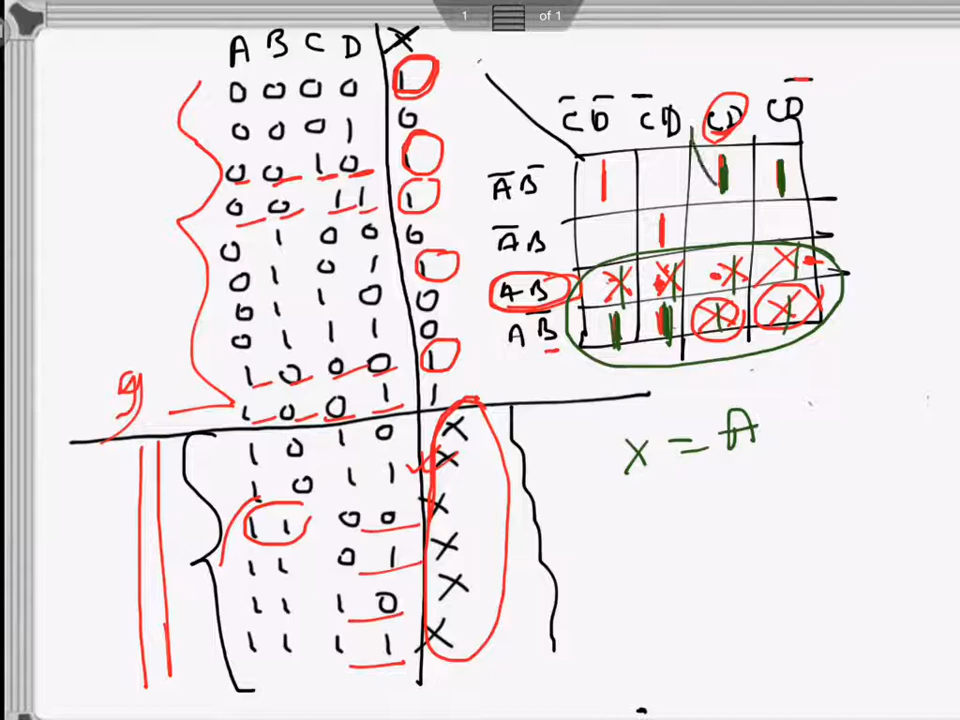 1 of 1
A B C D X
0 0 0 0 1
0 0 0 1 0
0 0 1 0 1
0 0 1 1 1
0 1 0 0 0
0 1 0 1 1
0 1 1 0 0
0 1 1 1 0
1 0 0 0 1
1 0 0 1 1
1 0 1 0 X
1 0 1 1 X
1 1 0 0 X
1 1 0 1 X
1 1 1 0 X
1 1 1 1 X
9
C̅ D̅ C̅ D CD CD̅
A̅ B̅ 1 1 1
A̅ B 1
A B X X X X
A B̅ 1 1 X X
X = A